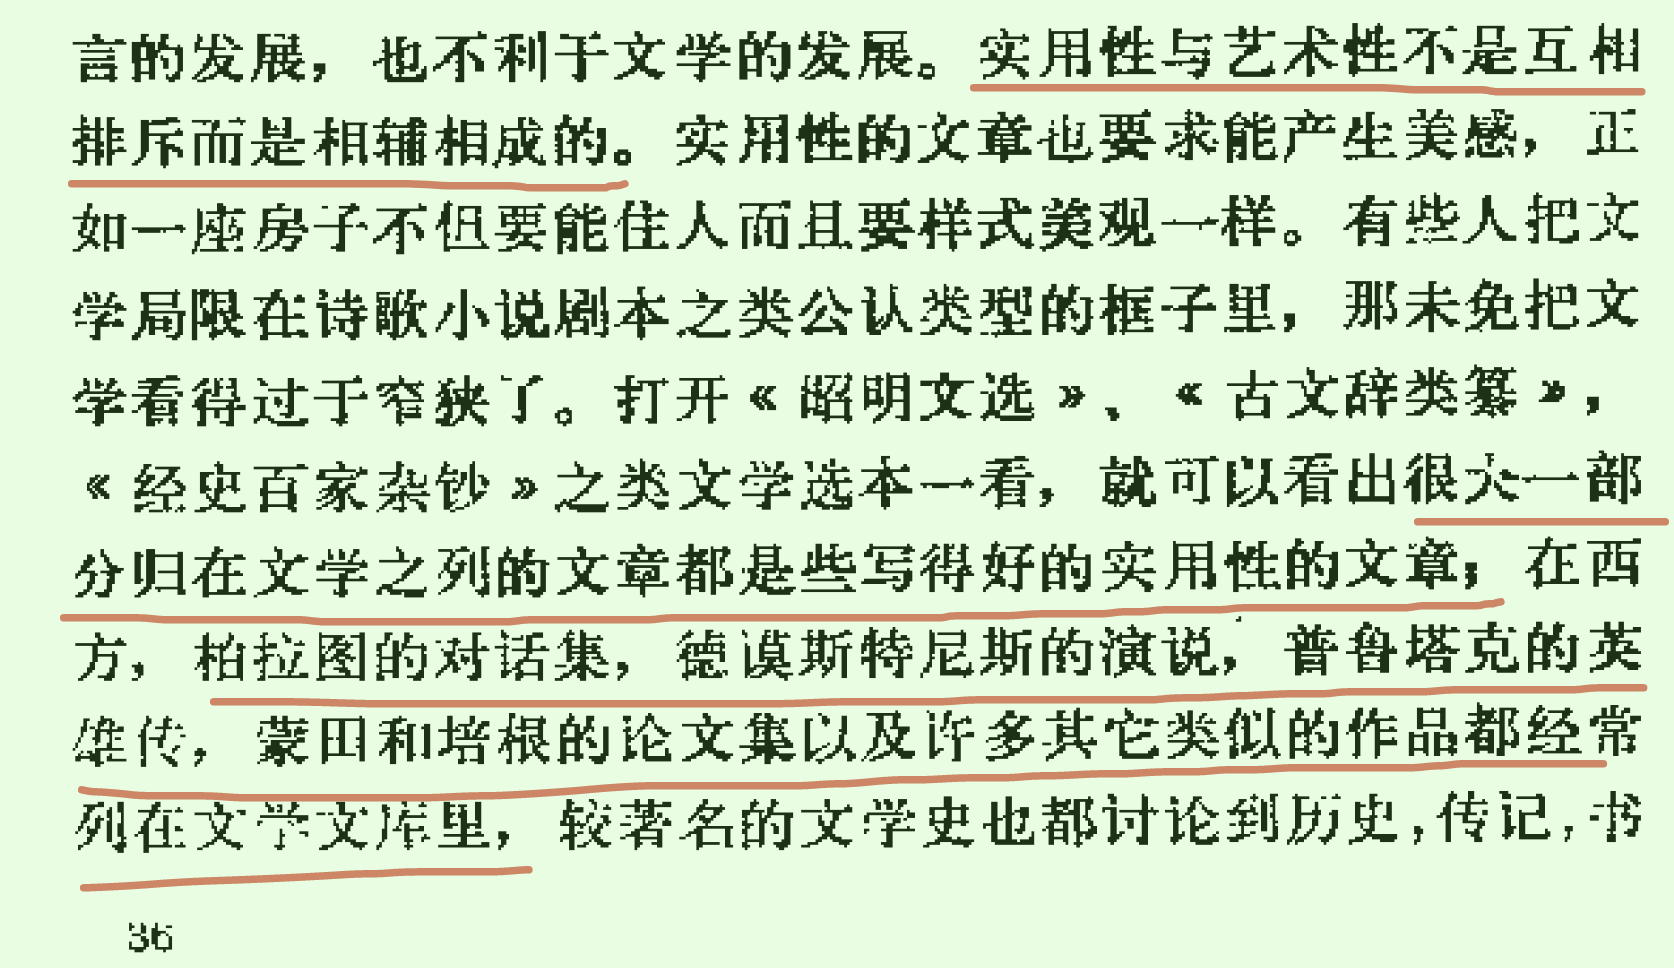 言的发展，也不利于文学的发展。实用性与艺术性不是互相
排斥而是相辅相成的。实用性的文章也要求能产生美感，正
如一座房子不但要能住人而且要样式美观一样。有些人把文
学局限在诗歌小说剧本之类公认类型的框子里，那未免把文
学看得过于窄狭了。打开《昭明文选》、《古文辞类纂》，
《经史百家杂钞》之类文学选本一看，就可以看出很大一部
分归在文学之列的文章都是些写得好的实用性的文章；在西
方，柏拉图的对话集，德谟斯特尼斯的演说，普鲁塔克的英
雄传，蒙田和培根的论文集以及许多其它类似的作品都经常
列在文学文库里，较著名的文学史也都讨论到历史,传记,书
36